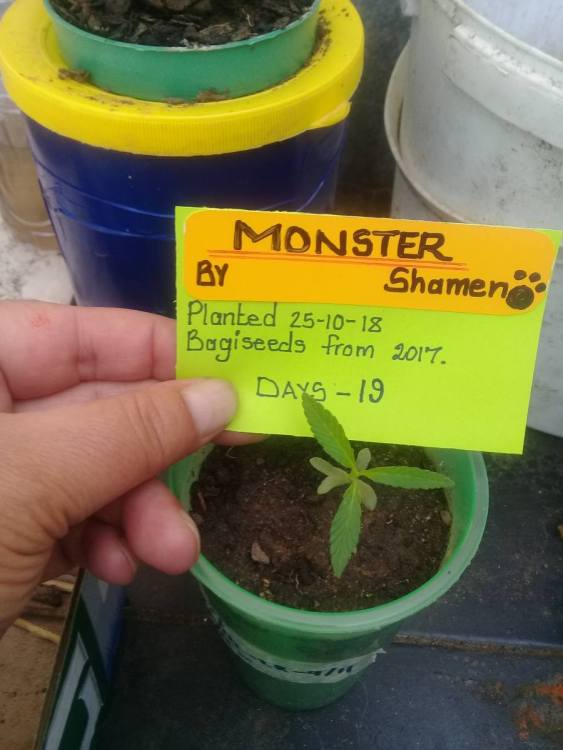 MONSTER
BY Shamen
Planted 25-10-18
Bagiseeds from 2017.
DAYS - 19